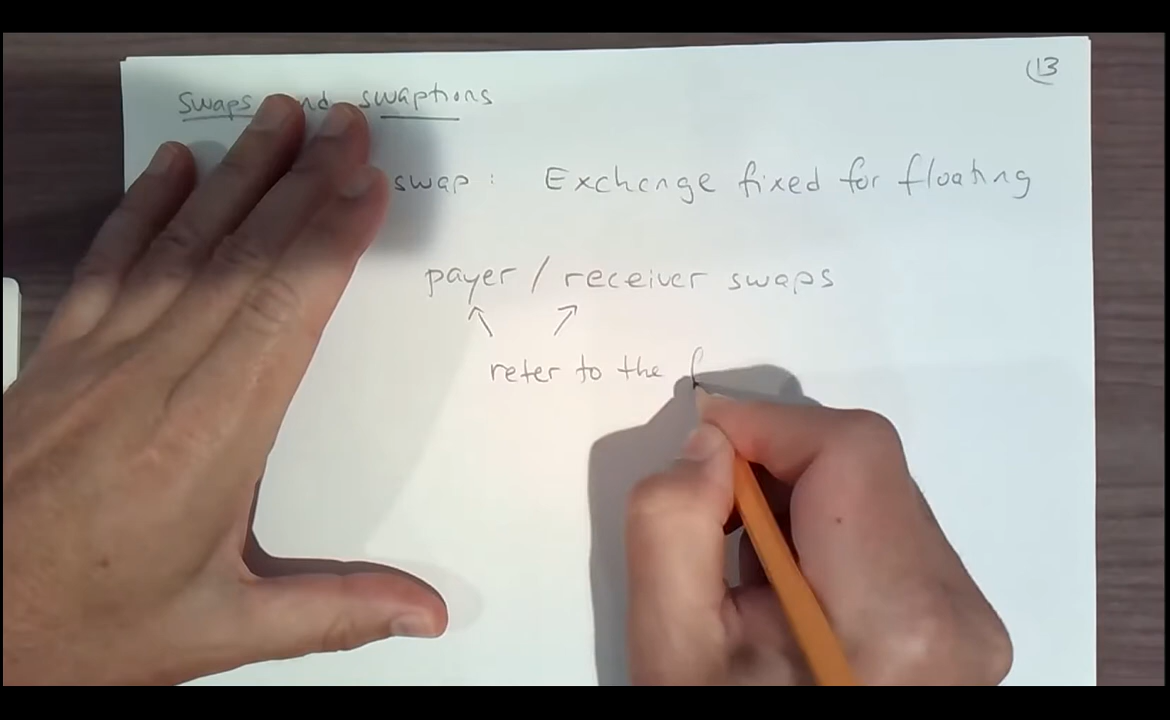 13
Swaps and swaptions
swap : Exchange fixed for floating
payer / receiver swaps
refer to the f